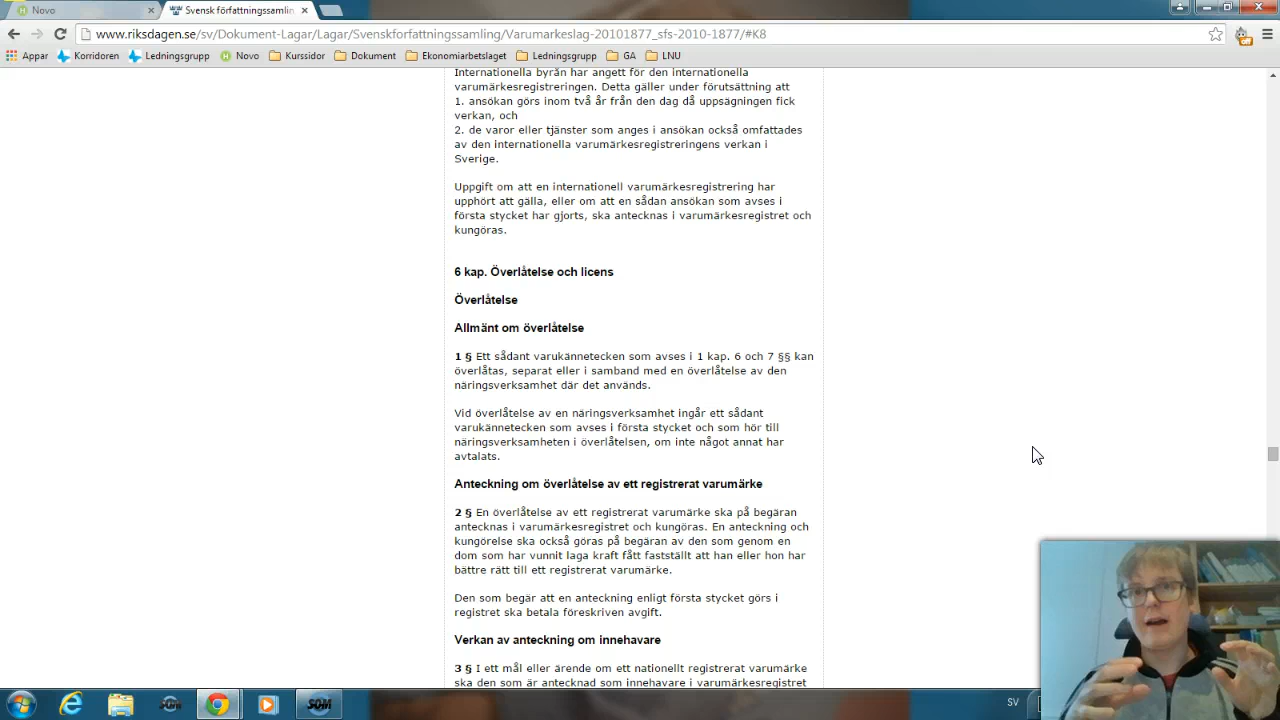 Novo
Svensk författningssamlin
www.riksdagen.se/sv/Dokument-Lagar/Lagar/Svenskforfattningssamling/Varumarkeslag-20101877_sfs-2010-1877/#K8
Appar Korridoren Ledningsgrupp Novo Kurssidor Dokument Ekonomiarbetslaget Ledningsgrupp GA LNU
Internationella byrån har angett för den internationella
varumärkesregistreringen. Detta gäller under förutsättning att
1. ansökan görs inom två år från den dag då uppsägningen fick
verkan, och
2. de varor eller tjänster som anges i ansökan också omfattades
av den internationella varumärkesregistreringens verkan i
Sverige.
Uppgift om att en internationell varumärkesregistrering har
upphört att gälla, eller om att en sådan ansökan som avses i
första stycket har gjorts, ska antecknas i varumärkesregistret och
kungöras.
6 kap. Överlåtelse och licens
Överlåtelse
Allmänt om överlåtelse
1 § Ett sådant varukännetecken som avses i 1 kap. 6 och 7 §§ kan
överlåtas, separat eller i samband med en överlåtelse av den
näringsverksamhet där det används.
Vid överlåtelse av en näringsverksamhet ingår ett sådant
varukännetecken som avses i första stycket och som hör till
näringsverksamheten i överlåtelsen, om inte något annat har
avtalats.
Anteckning om överlåtelse av ett registrerat varumärke
2 § En överlåtelse av ett registrerat varumärke ska på begäran
antecknas i varumärkesregistret och kungöras. En anteckning och
kungörelse ska också göras på begäran av den som genom en
dom som har vunnit laga kraft fått fastställt att han eller hon har
bättre rätt till ett registrerat varumärke.
Den som begär att en anteckning enligt första stycket görs i
registret ska betala föreskriven avgift.
Verkan av anteckning om innehavare
3 § I ett mål eller ärende om ett nationellt registrerat varumärke
ska den som är antecknad som innehavare i varumärkesregistret
SOM
SOM
SV